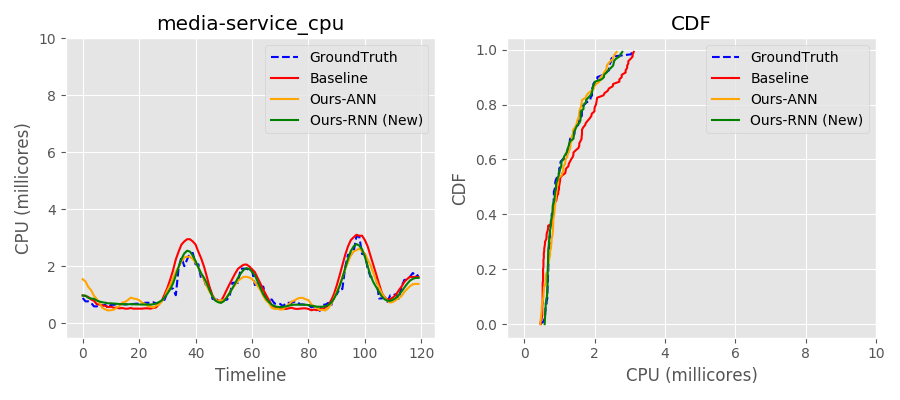 media-service_cpu
CPU (millicores)
10
8
6
4
2
0
0 20 40 60 80 100 120
Timeline
GroundTruth
Baseline
Ours-ANN
Ours-RNN (New)
CDF
CDF
1.0
0.8
0.6
0.4
0.2
0.0
0 2 4 6 8 10
CPU (millicores)
GroundTruth
Baseline
Ours-ANN
Ours-RNN (New)